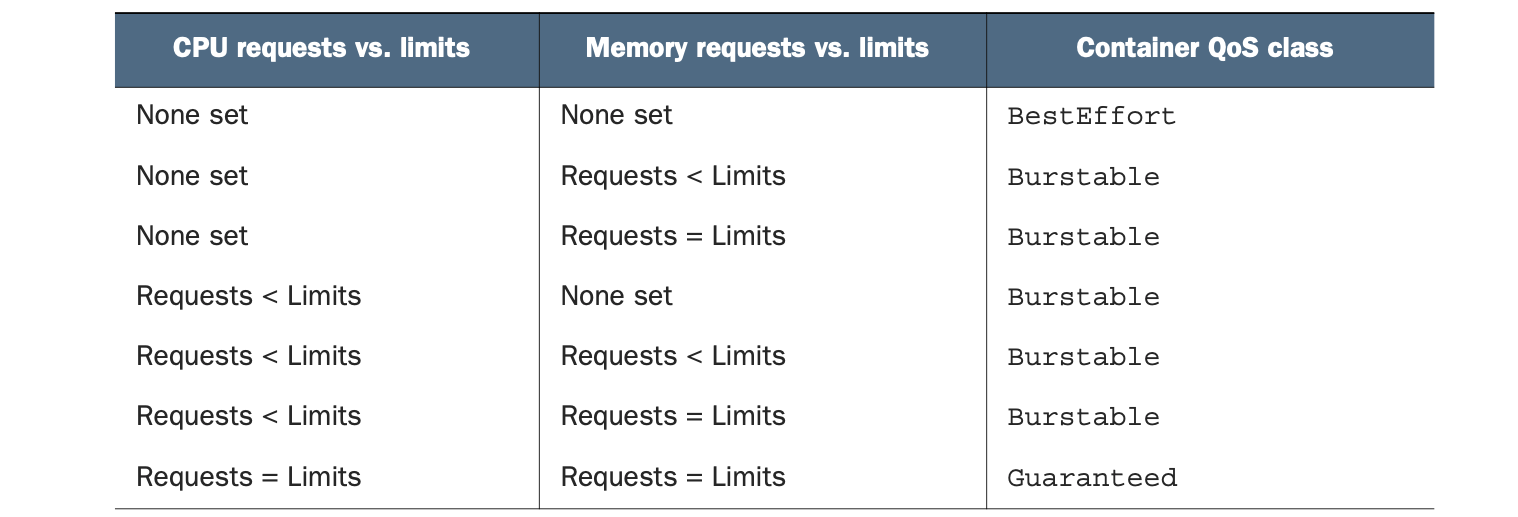 CPU requests vs. limits Memory requests vs. limits Container QoS class
None set None set BestEffort
None set Requests < Limits Burstable
None set Requests = Limits Burstable
Requests < Limits None set Burstable
Requests < Limits Requests < Limits Burstable
Requests < Limits Requests = Limits Burstable
Requests = Limits Requests = Limits Guaranteed